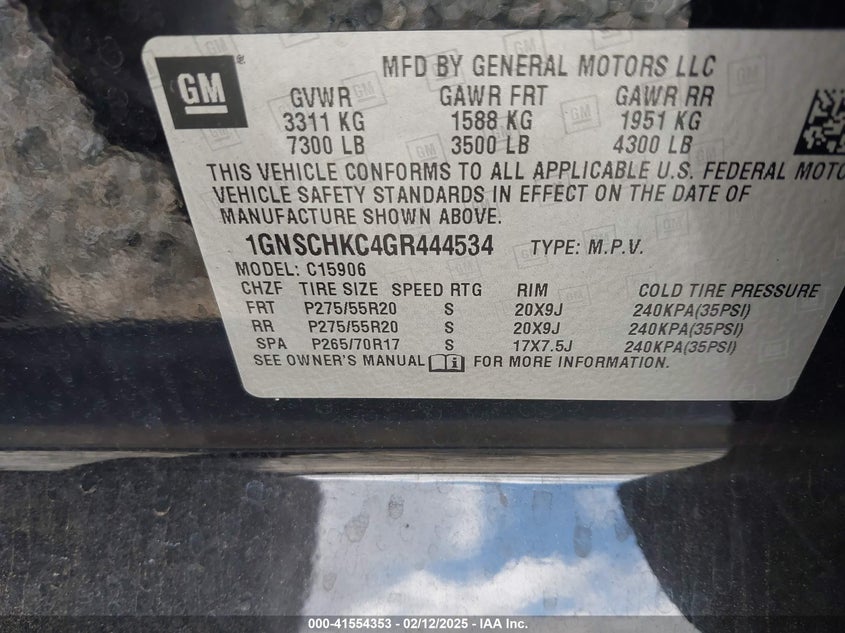 GM
MFD BY GENERAL MOTORS LLC
GVWR GAWR FRT GAWR RR
3311 KG 1588 KG 1951 KG
7300 LB 3500 LB 4300 LB
THIS VEHICLE CONFORMS TO ALL APPLICABLE U.S. FEDERAL MOTO
VEHICLE SAFETY STANDARDS IN EFFECT ON THE DATE OF
MANUFACTURE SHOWN ABOVE.
1GNSCHKC4GR444534 TYPE: M.P.V.
MODEL: C15906
CHZF TIRE SIZE SPEED RTG RIM COLD TIRE PRESSURE
FRT P275/55R20 S 20X9J 240KPA(35PSI)
RR P275/55R20 S 20X9J 240KPA(35PSI)
SPA P265/70R17 S 17X7.5J 240KPA(35PSI)
SEE OWNER'S MANUAL FOR MORE INFORMATION.
000-41554353 - 02/12/2025 - IAA Inc.